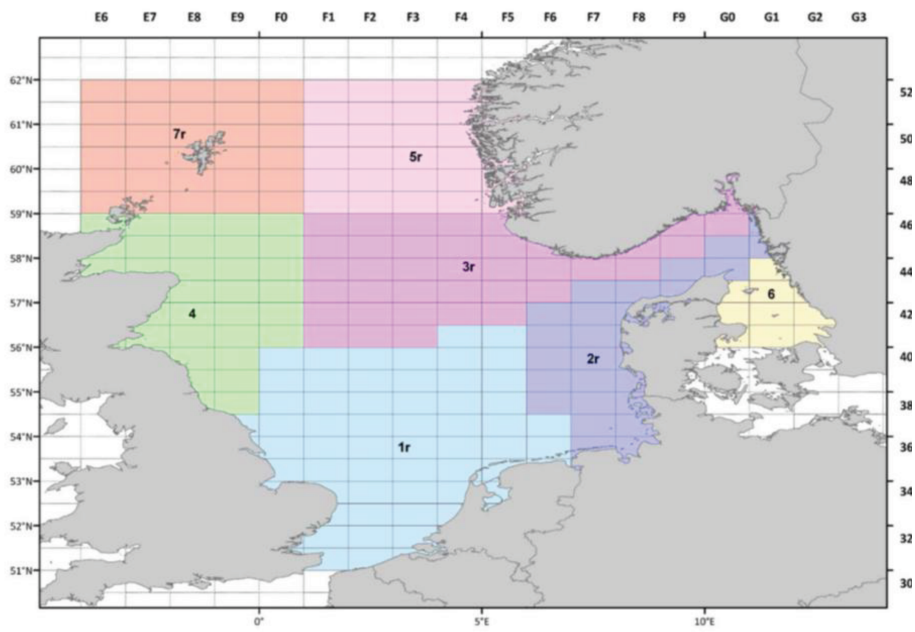 E6 E7 E8 E9 F0 F1 F2 F3 F4 F5 F6 F7 F8 F9 G0 G1 G2 G3
62°N 52
61°N 7r 50
60°N 5r 48
59°N 46
58°N 3r 44
57°N 4 6 42
56°N 2r 40
55°N 38
54°N 1r 36
53°N 34
52°N 32
51°N 30
0° 5°E 10°E